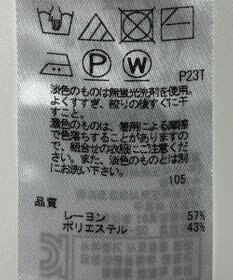 P W
P23T
淡色のものは無蛍光洗剤を使用。
よくすすぎ、絞りの後すぐに干
すこと。
濃色のものは、着用による摩擦
で色落ちすることがありますの
で、組合せの衣類にご注意くだ
さい。また、淡色のものとは別
にお洗い下さい。
105
品質
レーヨン 57%
ポリエステル 43%